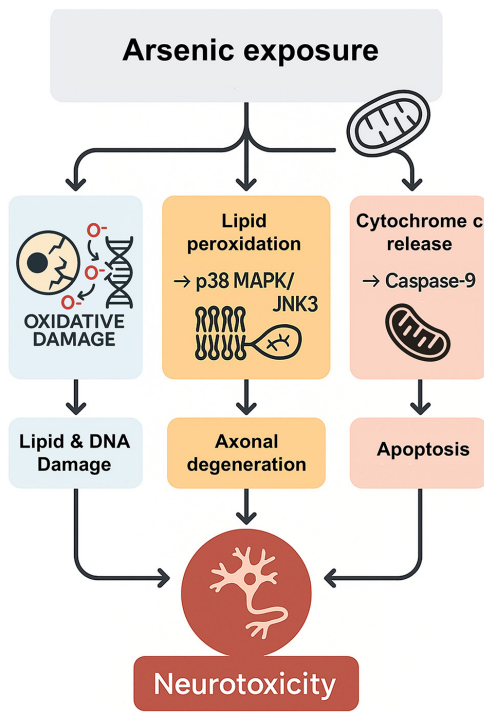 Arsenic exposure
O-
O-
O-
OXIDATIVE
DAMAGE
Lipid
peroxidation
→ p38 MAPK/
JNK3
Cytochrome c
release
→ Caspase-9
Lipid & DNA
Damage
Axonal
degeneration
Apoptosis
Neurotoxicity